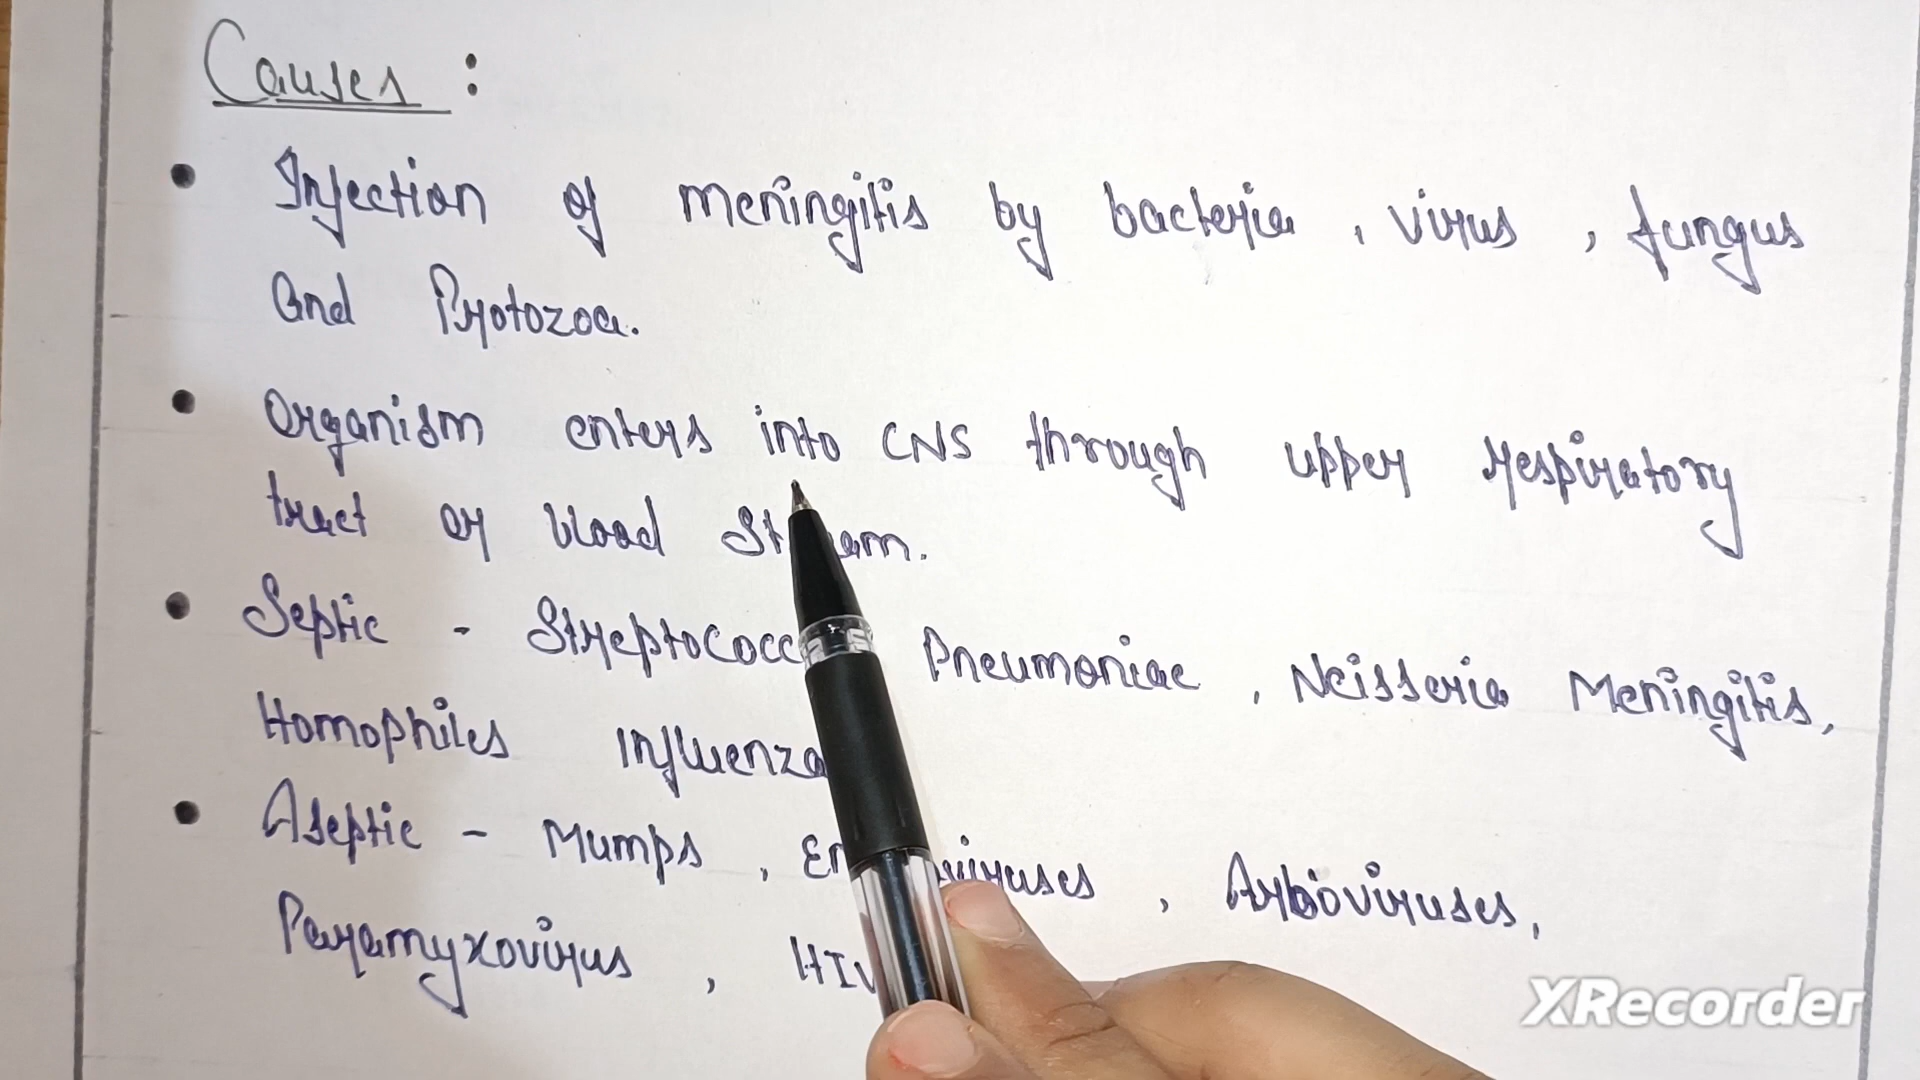 Causes :
• Infection of meningitis by bacteria , virus , fungus
and Protozoa.
• Organism enters into CNS through upper respiratory
tract or blood
• Septic - Pneumoniae , Neisseria Meningitis,
Homophiles
• Aseptic - Mumps , , Arboviruses,
Paramyxovirus , HIV
XRecorder